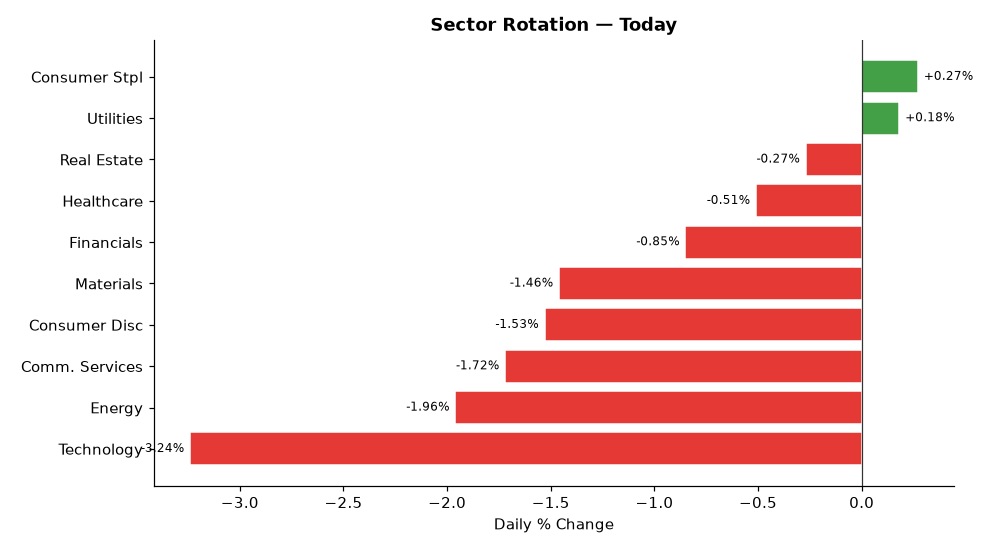 Sector Rotation — Today
Consumer Stpl +0.27%
Utilities +0.18%
Real Estate -0.27%
Healthcare -0.51%
Financials -0.85%
Materials -1.46%
Consumer Disc -1.53%
Comm. Services -1.72%
Energy -1.96%
Technology -3.24%
−3.0 −2.5 −2.0 −1.5 −1.0 −0.5 0.0
Daily % Change